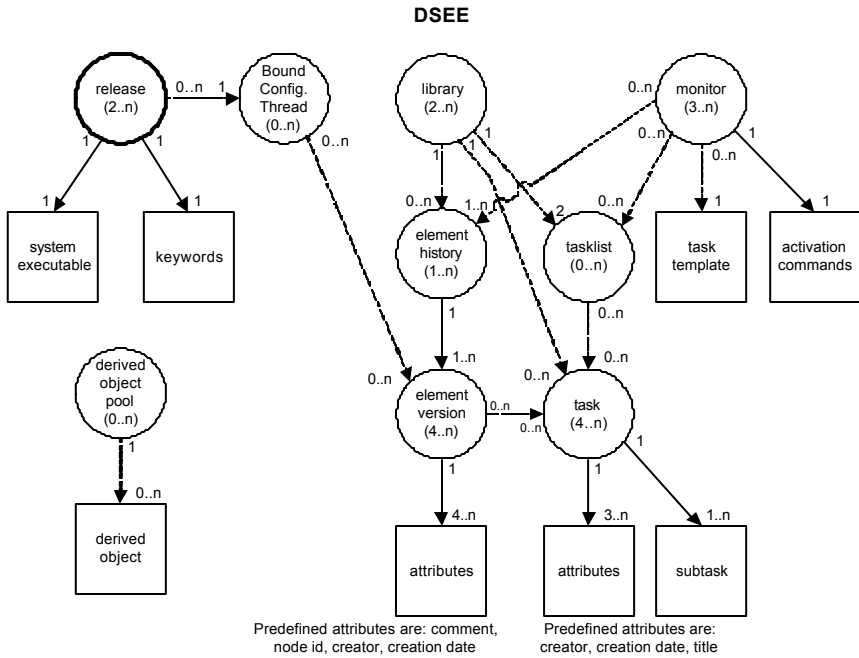 DSEE
release
(2..n)
0..n
1
Bound
Config.
Thread
(0..n)
library
(2..n)
0..n
monitor
(3..n)
1
1
0..n
1
1
1
0..n
0..n
1
1
1
0..n
1..n
2
0..n
1
1
system
executable
keywords
element
history
(1..n)
tasklist
(0..n)
task
template
activation
commands
1
0..n
derived
object
pool
(0..n)
1..n
0..n
0..n
0..n
element
version
(4..n)
0..n
0..n
task
(4..n)
1
1
1
1
0..n
derived
object
4..n
3..n
1..n
attributes
attributes
subtask
Predefined attributes are: comment,
node id, creator, creation date
Predefined attributes are:
creator, creation date, title